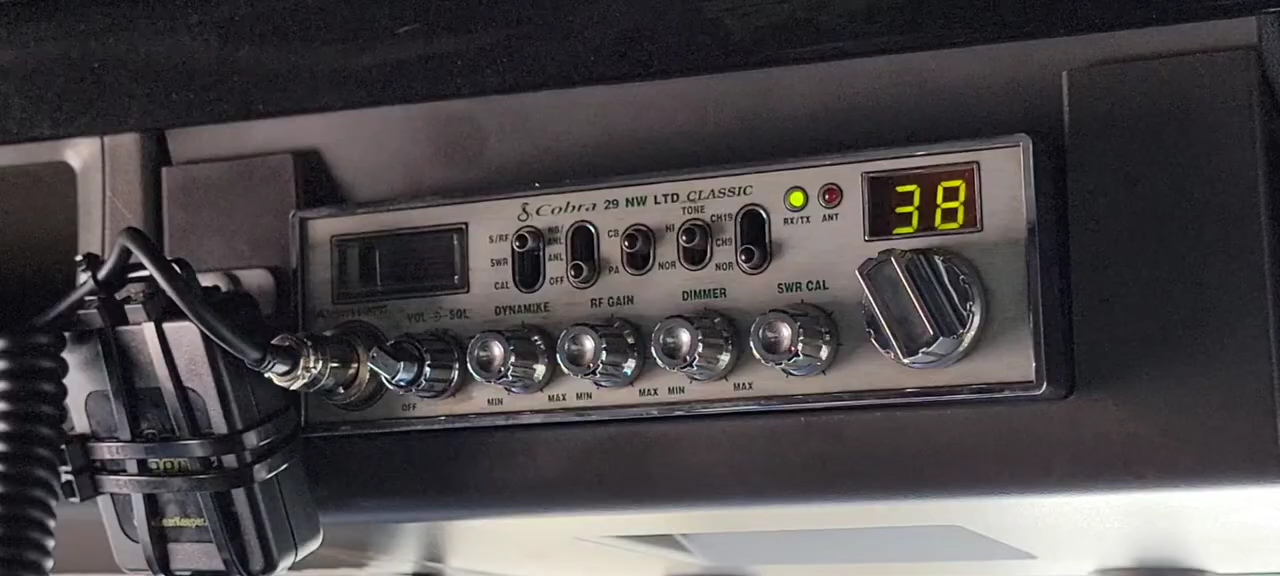 Cobra 29 NW LTD CLASSIC
S/RF
SWR
CAL
NB/
ANL
ANL
OFF
CB
PA
TONE
HI
NOR
CH19
CH9
NOR
RX/TX
ANT
38
VOL SQL
OFF
DYNAMIKE
MIN MAX
RF GAIN
MIN MAX
DIMMER
MIN MAX
SWR CAL